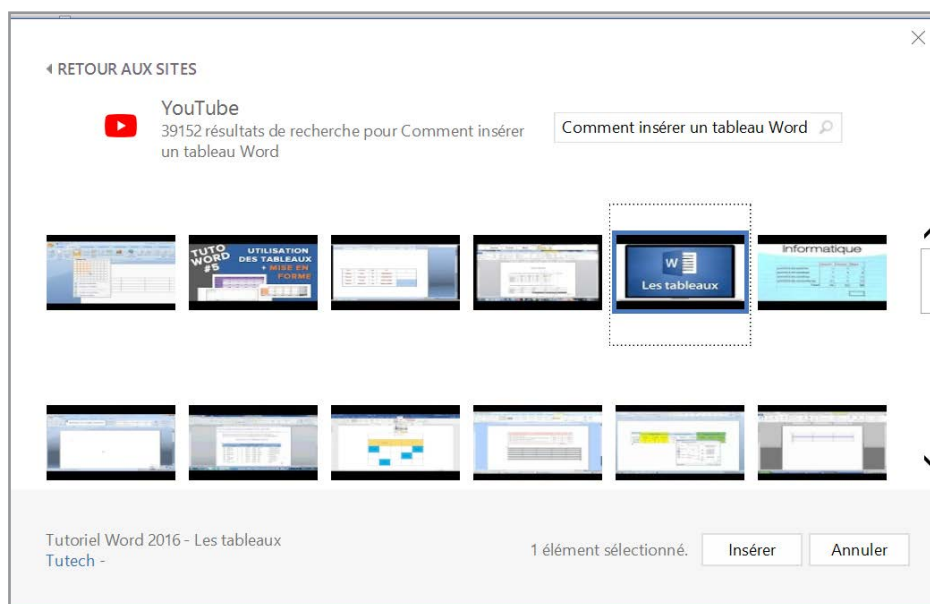 RETOUR AUX SITES
YouTube
39152 résultats de recherche pour Comment insérer
un tableau Word
Comment insérer un tableau Word
TUTO
WORD
#5
UTILISATION
DES TABLEAUX
+ MISE EN
FORME
W
Les tableaux
Informatique
Tutoriel Word 2016 - Les tableaux
Tutech -
1 élément sélectionné.
Insérer
Annuler